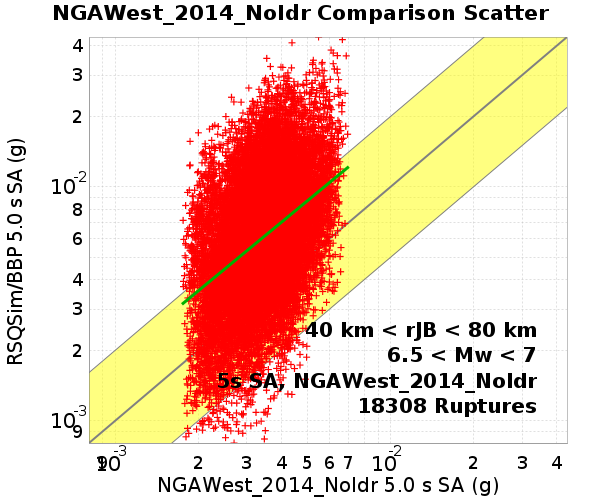 NGAWest_2014_NoIdr Comparison Scatter
RSQSim/BBP 5.0 s SA (g)
4
3
2
10-2
8
6
4
3
2
10-3
9
40 km < rJB < 80 km
6.5 < Mw < 7
5s SA, NGAWest_2014_NoIdr
18308 Ruptures
9 10-3 2 3 4 5 6 7 10-2 2 3 4
NGAWest_2014_NoIdr 5.0 s SA (g)